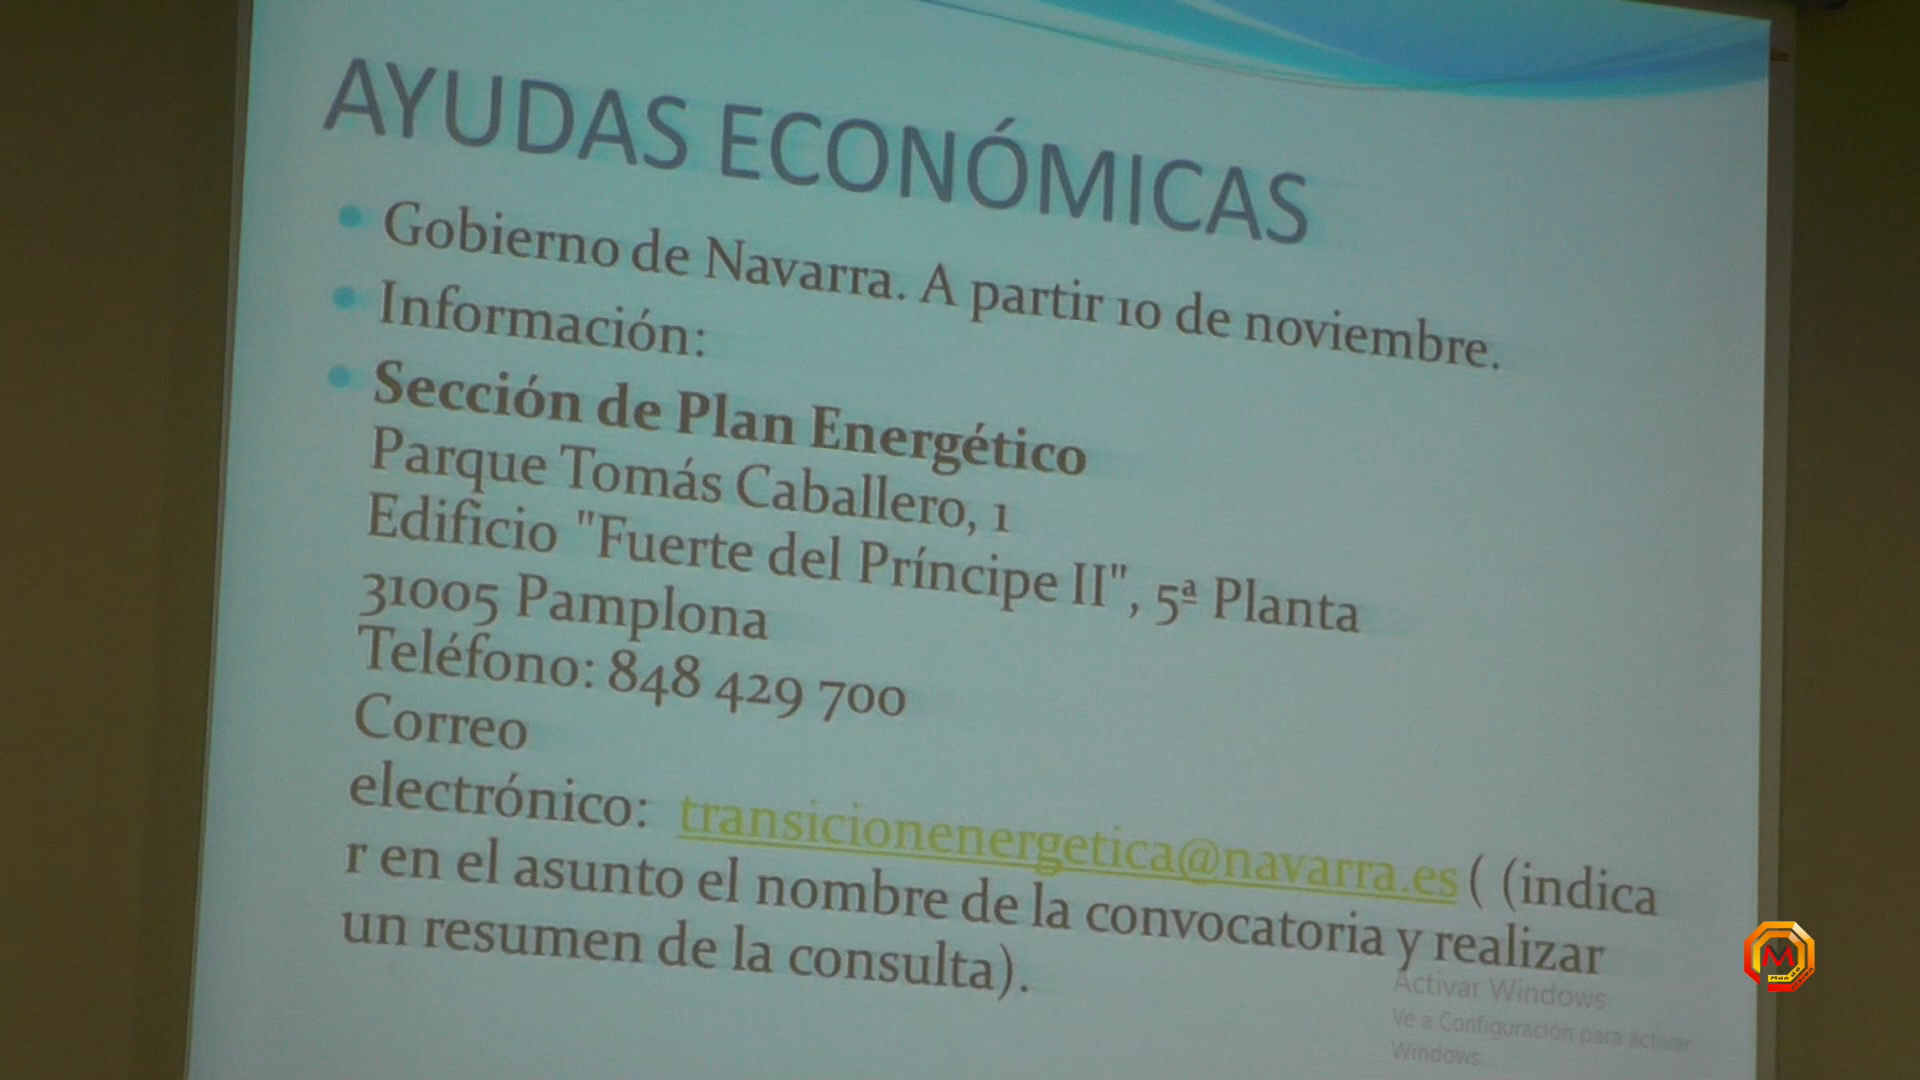 AYUDAS ECONÓMICAS
Gobierno de Navarra. A partir 10 de noviembre.
Información:
Sección de Plan Energético
Parque Tomás Caballero, 1
Edificio "Fuerte del Príncipe II", 5ª Planta
31005 Pamplona
Teléfono: 848 429 700
Correo
electrónico: transicionenergetica@navarra.es ( (indica
r en el asunto el nombre de la convocatoria y realizar
un resumen de la consulta).
Activar Windows
Ve a Configuración para activar
Windows.
M